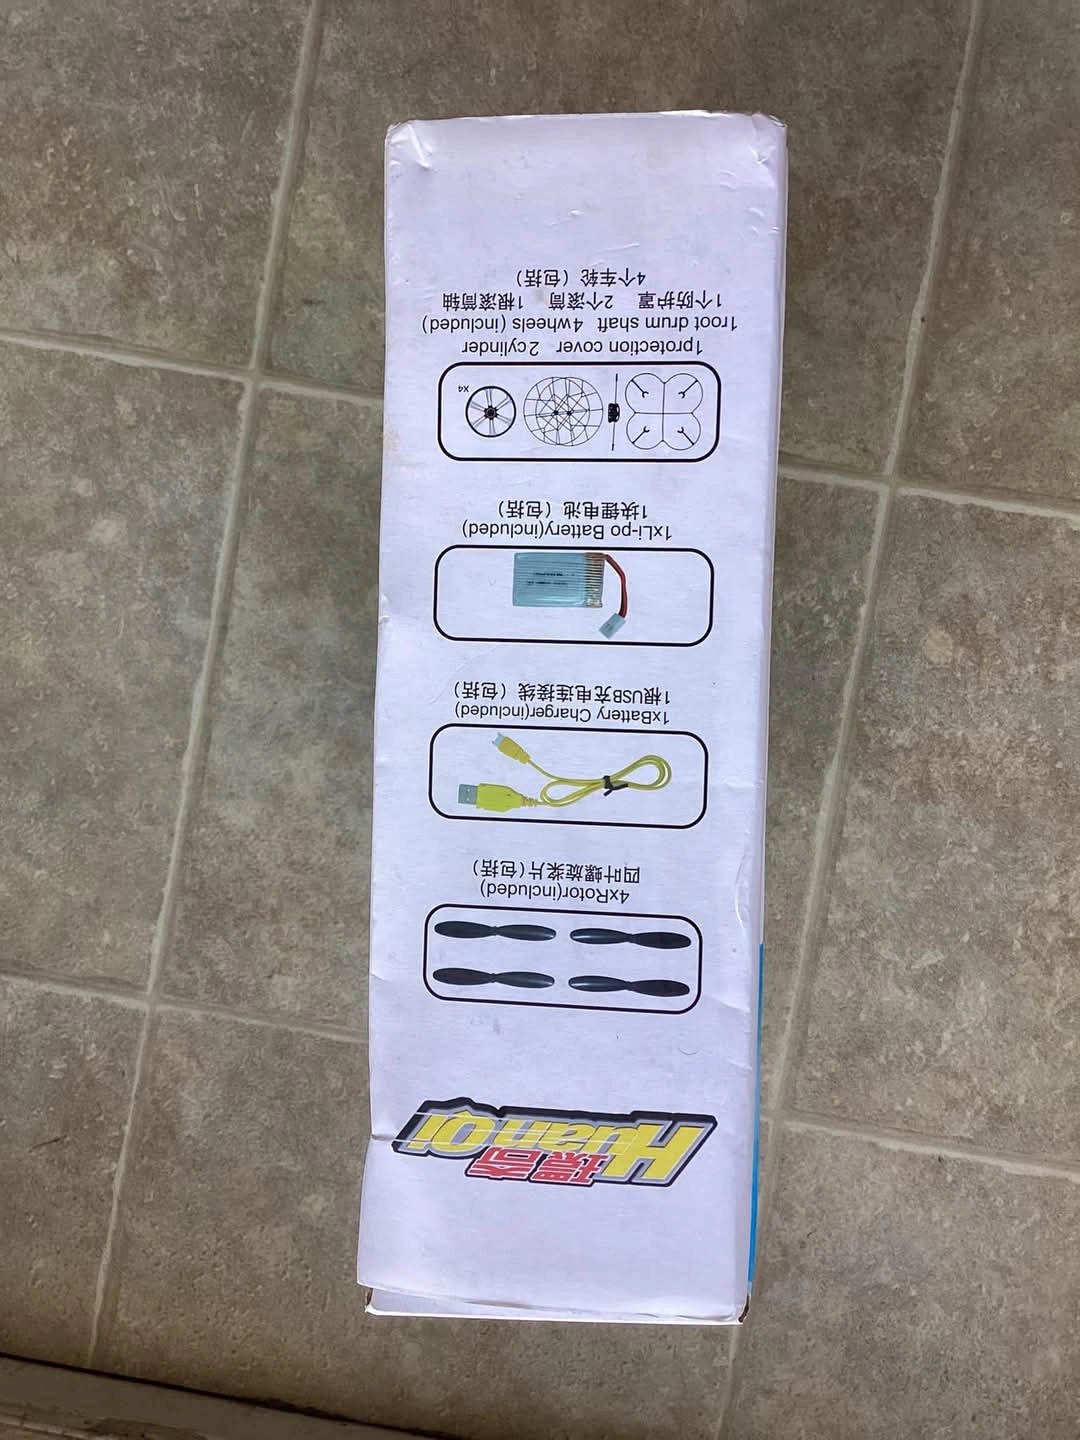 環奇
HuanQi
4xRotor(included)
四叶螺旋桨片(包括)
1xBattery Charger(included)
1根USB充电连接线(包括)
1xLi-po Battery(included)
1块锂电池(包括)
X4
1protection cover 2cylinder
1root drum shaft 4wheels (included)
1个防护罩 2个滚筒 1根滚筒轴
4个车轮(包括)